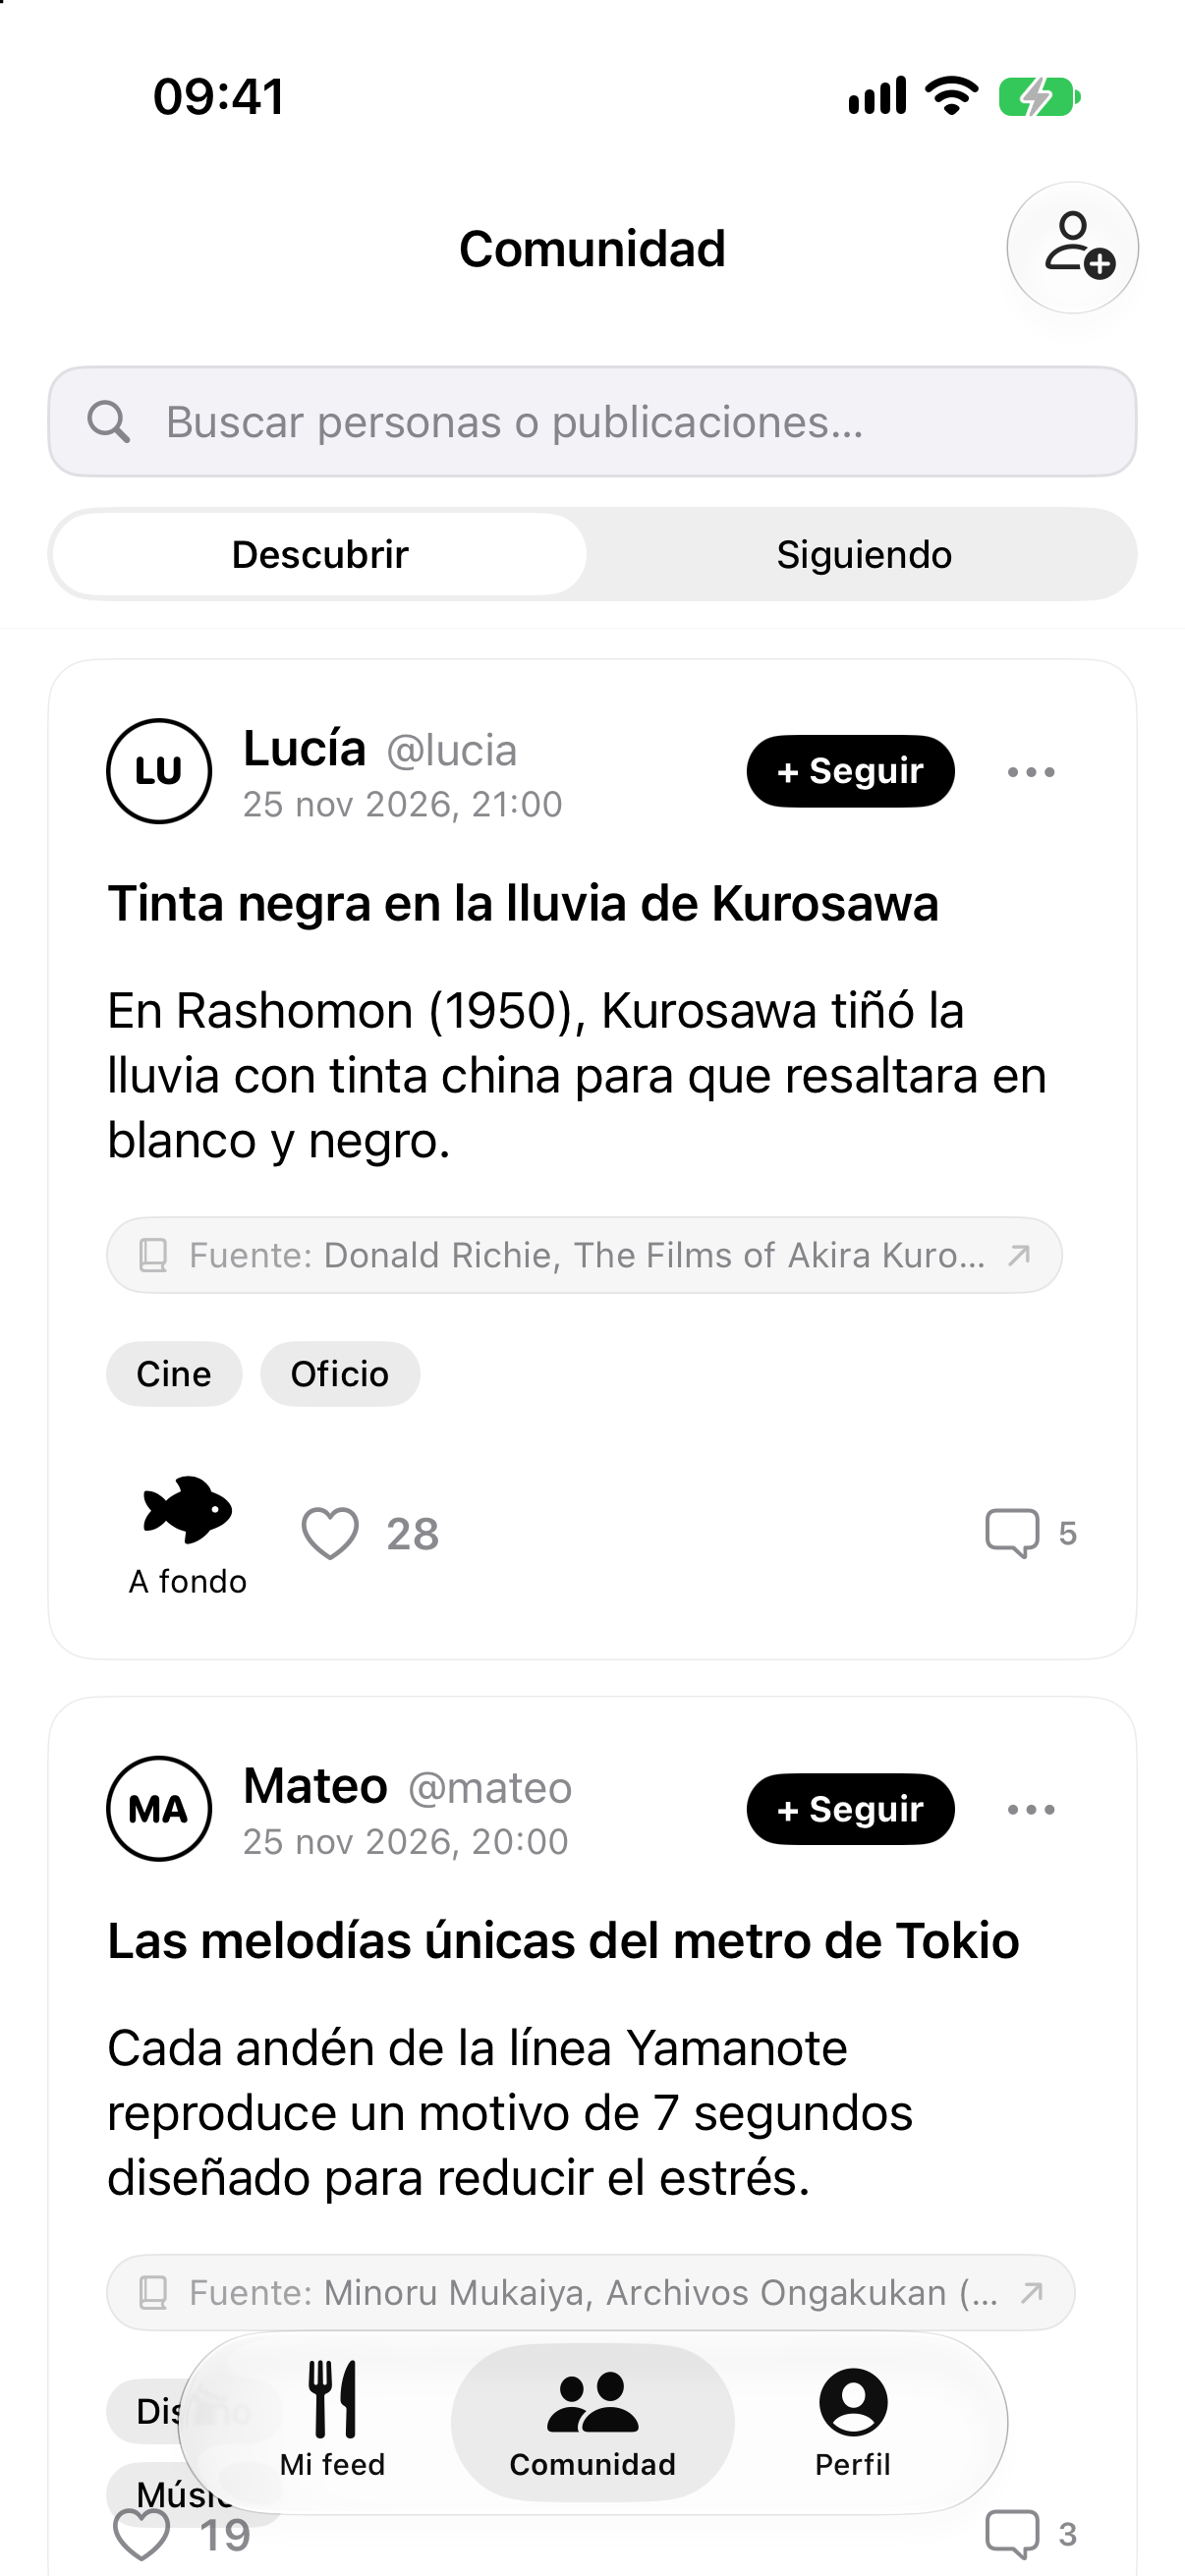 09:41
Comunidad
Buscar personas o publicaciones...
Descubrir
Siguiendo
LU
Lucía @lucia
25 nov 2026, 21:00
+ Seguir
Tinta negra en la lluvia de Kurosawa
En Rashomon (1950), Kurosawa tiñó la
lluvia con tinta china para que resaltara en
blanco y negro.
Fuente: Donald Richie, The Films of Akira Kuro...
Cine
Oficio
A fondo
28
5
MA
Mateo @mateo
25 nov 2026, 20:00
+ Seguir
Las melodías únicas del metro de Tokio
Cada andén de la línea Yamanote
reproduce un motivo de 7 segundos
diseñado para reducir el estrés.
Fuente: Minoru Mukaiya, Archivos Ongakukan (...
Mi feed
Comunidad
Perfil
19
3